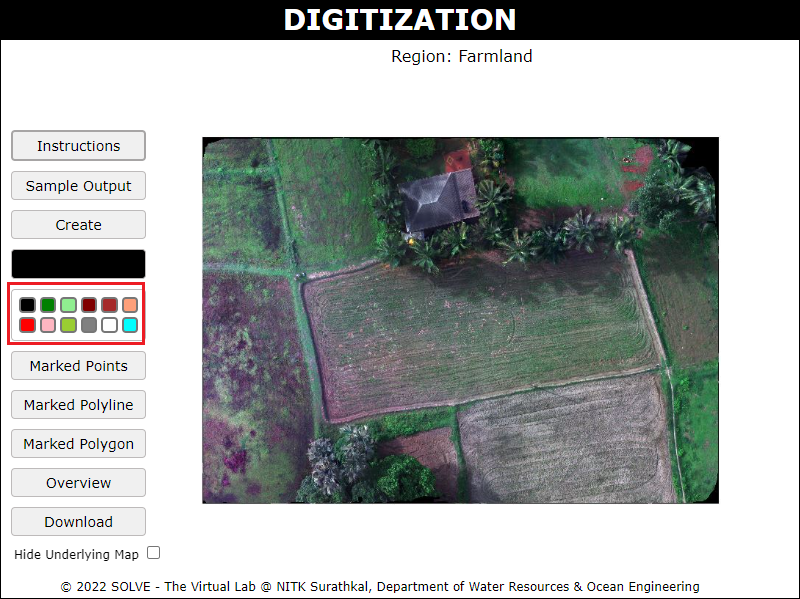 DIGITIZATION
Region: Farmland
Instructions
Sample Output
Create
Marked Points
Marked Polyline
Marked Polygon
Overview
Download
Hide Underlying Map
© 2022 SOLVE - The Virtual Lab @ NITK Surathkal, Department of Water Resources & Ocean Engineering